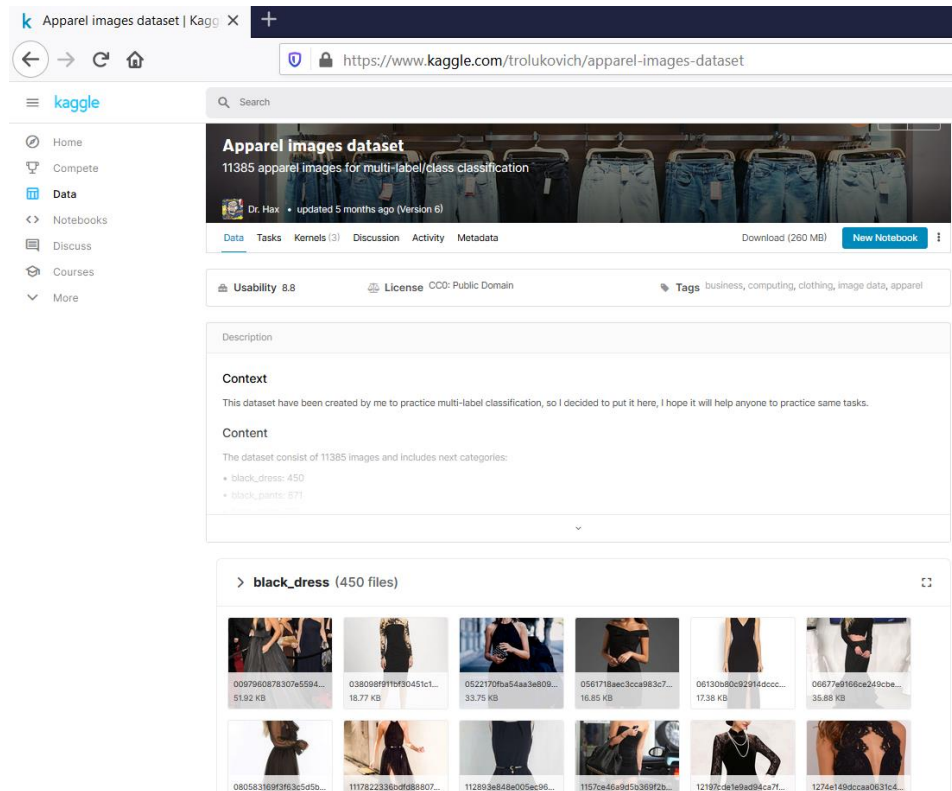 k Apparel images dataset | Kagg
https://www.kaggle.com/trolukovich/apparel-images-dataset
kaggle
Search
Home
Compete
Data
Notebooks
Discuss
Courses
More
Apparel images dataset
11385 apparel images for multi-label/class classification
Dr. Hax • updated 5 months ago (Version 6)
Data Tasks Kernels (3) Discussion Activity Metadata Download (260 MB) New Notebook
Usability 8.8 License CC0: Public Domain Tags business, computing, clothing, image data, apparel
Description
Context
This dataset have been created by me to practice multi-label classification, so I decided to put it here, I hope it will help anyone to practice same tasks.
Content
The dataset consist of 11385 images and includes next categories:
• black_dress: 450
• black_pants: 871
black_dress (450 files)
0097960878307e5594... 038098f911bf30451c1... 0522170fba54aa3e809... 0561718aec3cca983c7... 06130b80c92914dccc... 06677e9166ce249cbe...
51.92 KB 18.77 KB 33.75 KB 16.85 KB 17.38 KB 35.88 KB
080583169f3f63c5d5b... 1117822336bdfd88807... 112893e848e005ec96... 1157ce46a9d5b369f2b... 12197cde1e9ad94ca7f... 1274e149dccaa0631c4...